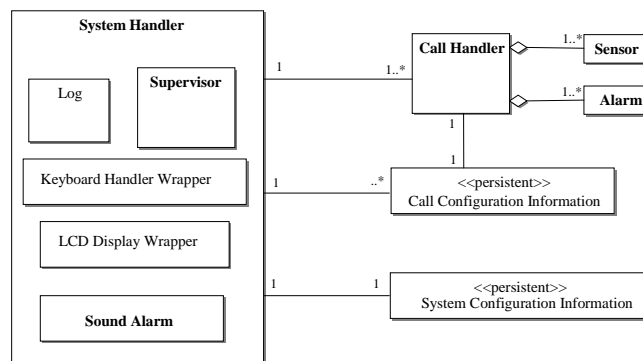 System Handler
Log
Supervisor
Keyboard Handler Wrapper
LCD Display Wrapper
Sound Alarm
1
1..*
Call Handler
1..*
Sensor
1..*
Alarm
1
1
1
..*
<<persistent>>
Call Configuration Information
1
1
<<persistent>>
System Configuration Information